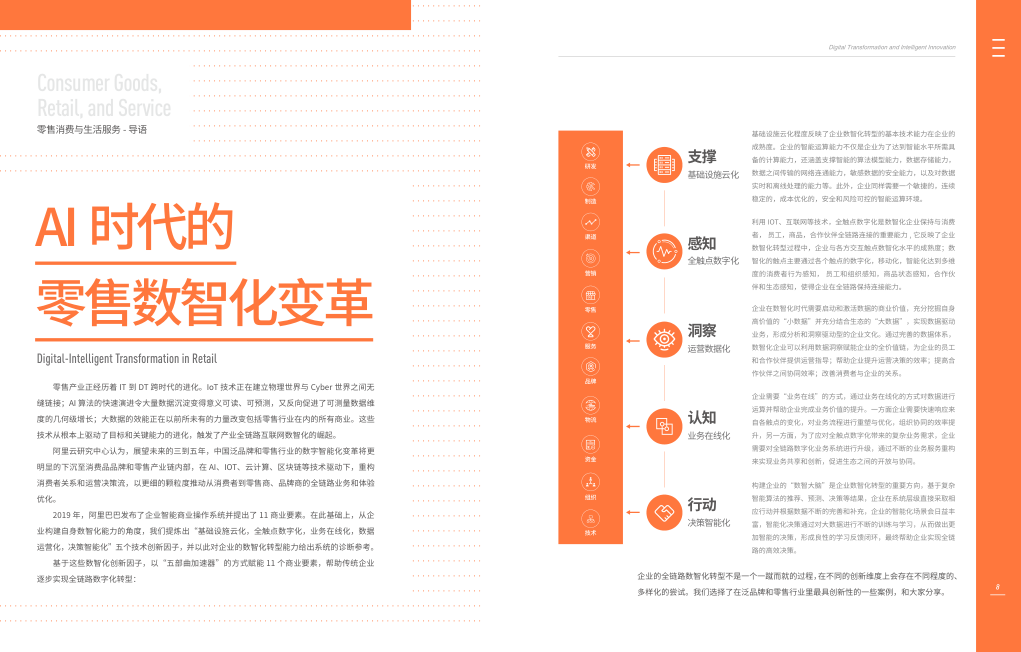 Consumer Goods,
Retail, and Service
零售消费与生活服务 - 导语
AI 时代的
零售数智化变革
Digital-Intelligent Transformation in Retail
零售产业正经历着 IT 到 DT 跨时代的进化。IoT 技术正在建立物理世界与 Cyber 世界之间无
缝链接；AI 算法的快速演进令大量数据沉淀变得意义可读、可预测，又反向促进了可测量数据维
度的几何级增长；大数据的效能正在以前所未有的力量改变包括零售行业在内的所有商业。这些
技术从根本上驱动了目标和关键能力的进化，触发了产业全链路互联网数智化的崛起。
阿里云研究中心认为，展望未来的三到五年，中国泛品牌和零售行业的数字智能化变革将更
明显的下沉至消费品品牌和零售产业链内部，在 AI、IOT、云计算、区块链等技术驱动下，重构
消费者关系和运营决策流，以更细的颗粒度推动从消费者到零售商、品牌商的全链路业务和体验
优化。
2019 年，阿里巴巴发布了企业智能商业操作系统并提出了 11 商业要素。在此基础上，从企
业构建自身数智化能力的角度，我们提炼出“基础设施云化，全触点数字化，业务在线化，数据
运营化，决策智能化”五个技术创新因子，并以此对企业的数智化转型能力给出系统的诊断参考。
基于这些数智化创新因子，以“五部曲加速器”的方式赋能 11 个商业要素，帮助传统企业
逐步实现全链路数字化转型：
Digital Transformation and Intelligent Innovation
研发
制造
渠道
营销
零售
服务
品牌
物流
资金
组织
技术
支撑
基础设施云化
基础设施云化程度反映了企业数智化转型的基本技术能力在企业的
成熟度。企业的智能运算能力不仅是企业为了达到智能水平所需具
备的计算能力，还涵盖支撑智能的算法模型能力，数据存储能力，
数据之间传输的网络连通能力，敏感数据的安全能力，以及对数据
实时和离线处理的能力等。此外，企业同样需要一个敏捷的，连续
稳定的，成本优化的，安全和风险可控的智能运算环境。
感知
全触点数字化
利用 IOT、互联网等技术，全触点数字化是数智化企业保持与消费
者， 员工，商品，合作伙伴全链路连接的重要能力 , 它反映了企业
数智化转型过程中，企业与各方交互触点数智化水平的成熟度；数
智化的触点主要通过各个触点的数字化，移动化，智能化达到多维
度的消费者行为感知， 员工和组织感知，商品状态感知，合作伙
伴和生态感知，使得企业在全链路保持连接能力。
洞察
运营数据化
企业在数智化时代需要启动和激活数据的商业价值，充分挖掘自身
高价值的“小数据”并充分结合生态的“大数据”，实现数据驱动
业务，形成分析和洞察驱动型的企业文化。通过完善的数据体系，
数智化企业可以利用数据洞察赋能企业的全价值链，为企业的员工
和合作伙伴提供运营指导；帮助企业提升运营决策的效率；提高合
作伙伴之间协同效率；改善消费者与企业的关系。
认知
业务在线化
企业需要“业务在线”的方式，通过业务在线化的方式对数据进行
运算并帮助企业完成业务价值的提升。一方面企业需要快速响应来
自各触点的变化，对业务流程进行重塑与优化，组织协同的效率提
升，另一方面，为了应对全触点数字化带来的复杂业务需求，企业
需要对全链路数字化业务系统进行升级，通过不断的业务服务重构
来实现业务共享和创新，促进生态之间的开放与协同。
行动
决策智能化
构建企业的“数智大脑”是企业数智化转型的重要方向，基于复杂
智能算法的推荐、预测、决策等结果，企业在系统层级直接采取相
应行动并根据数据不断的完善和补充，企业的智能化场景会日益丰
富，智能化决策通过对大数据进行不断的训练与学习，从而做出更
加智能的决策，形成良性的学习反馈闭环，最终帮助企业实现全链
路的高效决策。
企业的全链路数智化转型不是一个一蹴而就的过程，在不同的创新维度上会存在不同程度的、
多样化的尝试。我们选择了在泛品牌和零售行业里最具创新性的一些案例，和大家分享。
8